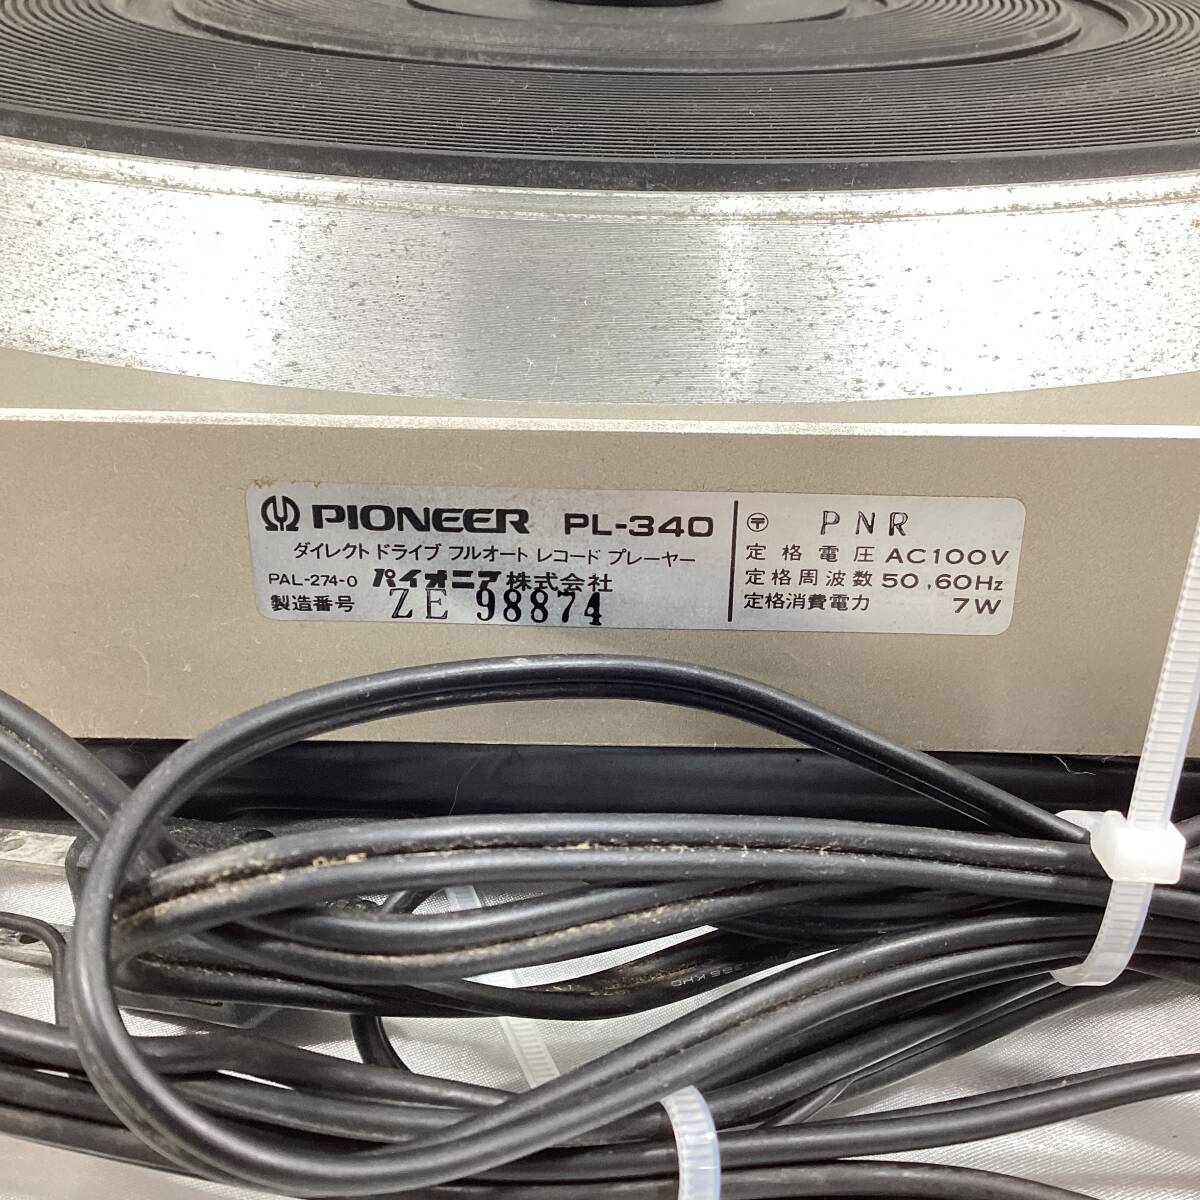 PIONEER PL-340
ダイレクトドライブ フルオート レコード プレーヤー
PAL-274-0 パイオニア株式会社
製造番号 ZE 98874
〒 PNR
定格電圧 AC100V
定格周波数 50,60Hz
定格消費電力 7W